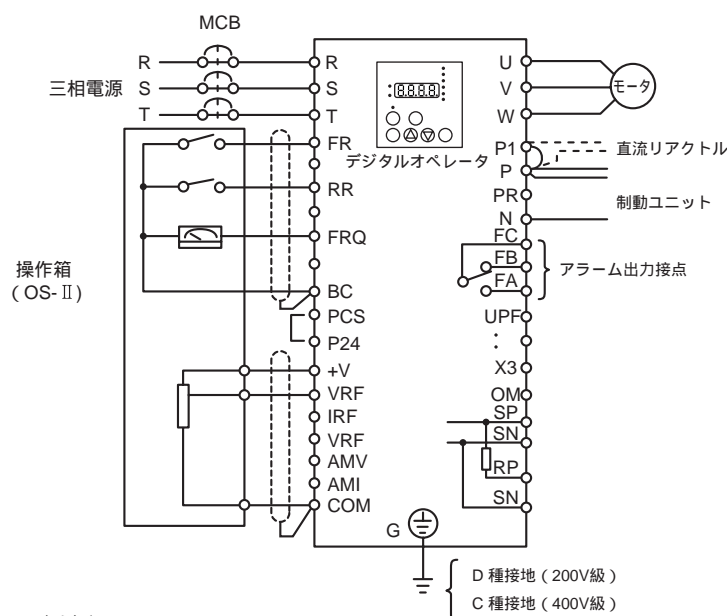 MCB
R
S
T
三相電源
R
S
T
FR
RR
FRQ
BC
PCS
P24
+V
VRF
IRF
VRF
AMV
AMI
COM
操作箱
（OS-Ⅱ）
8.8.8.8.
デジタルオペレータ
U
V
W
モータ
P1
P
PR
N
直流リアクトル
制動ユニット
FC
FB
FA
アラーム出力接点
UPF
:
X3
OM
SP
SN
RP
SN
G
D 種接地（200V級）
C 種接地（400V級）